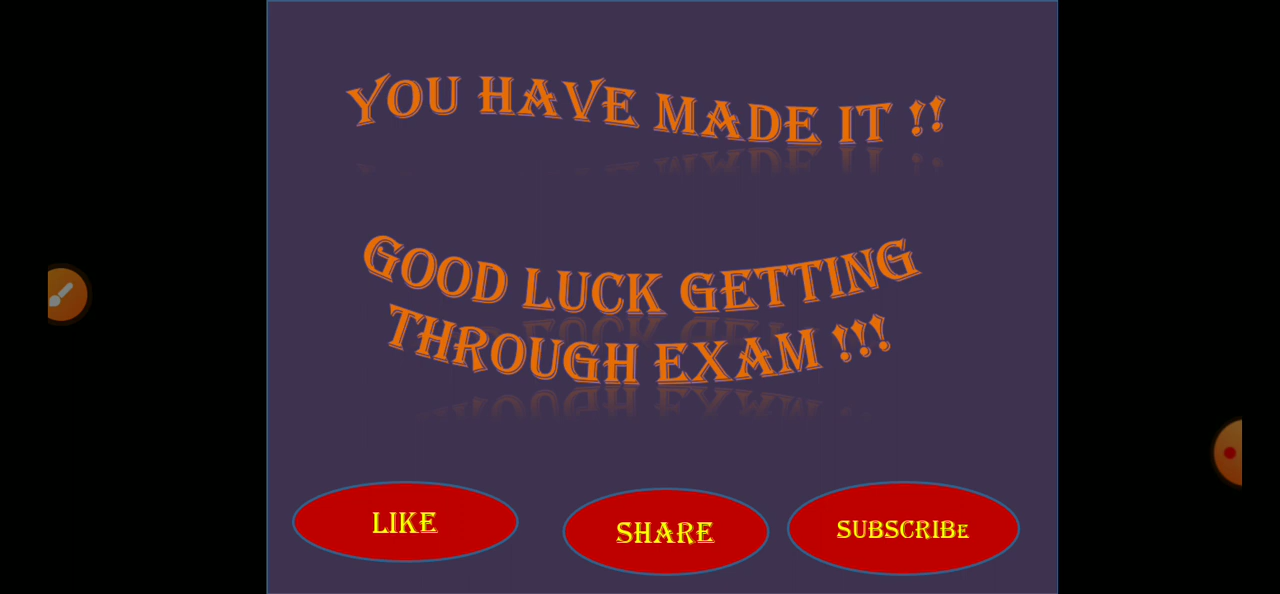 YOU HAVE MADE IT !!
GOOD LUCK GETTING
THROUGH EXAM !!!
LIKE
SHARE
SUBSCRIBE